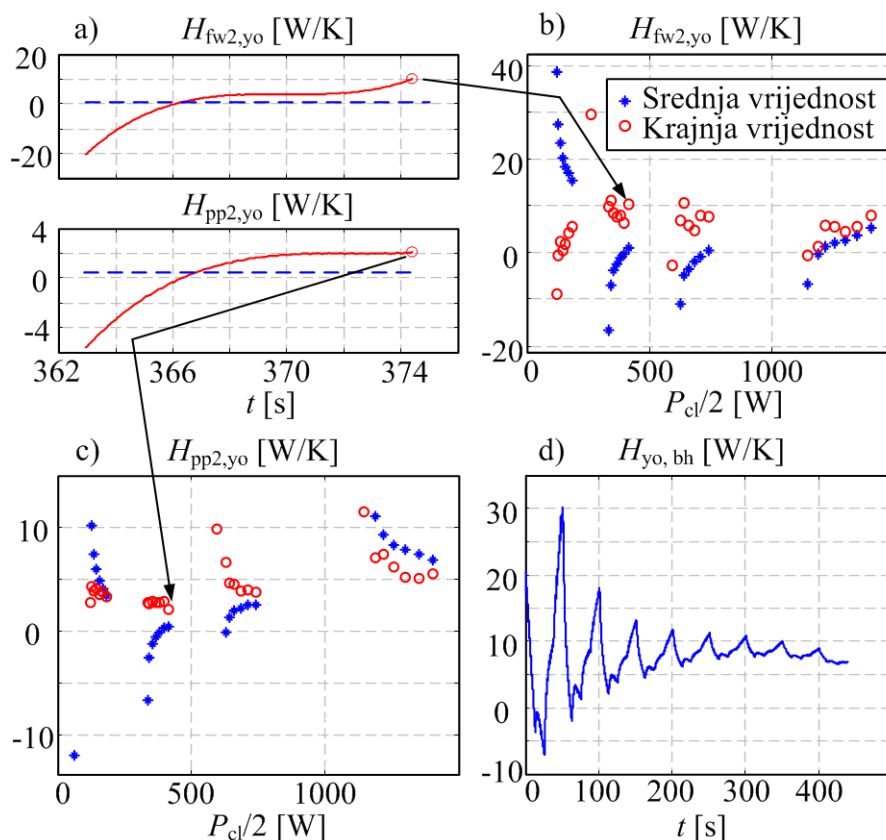 a)
H_fw2,yo [W/K]
20
0
-20
H_pp2,yo [W/K]
4
0
-4
362
366
370
374
t [s]
b)
H_fw2,yo [W/K]
40
20
0
-20
Srednja vrijednost
Krajnja vrijednost
0
500
1000
P_cl/2 [W]
c)
H_pp2,yo [W/K]
10
0
-10
0
500
1000
P_cl/2 [W]
d)
H_yo, bh [W/K]
30
20
10
0
-10
0
100
200
300
400
t [s]